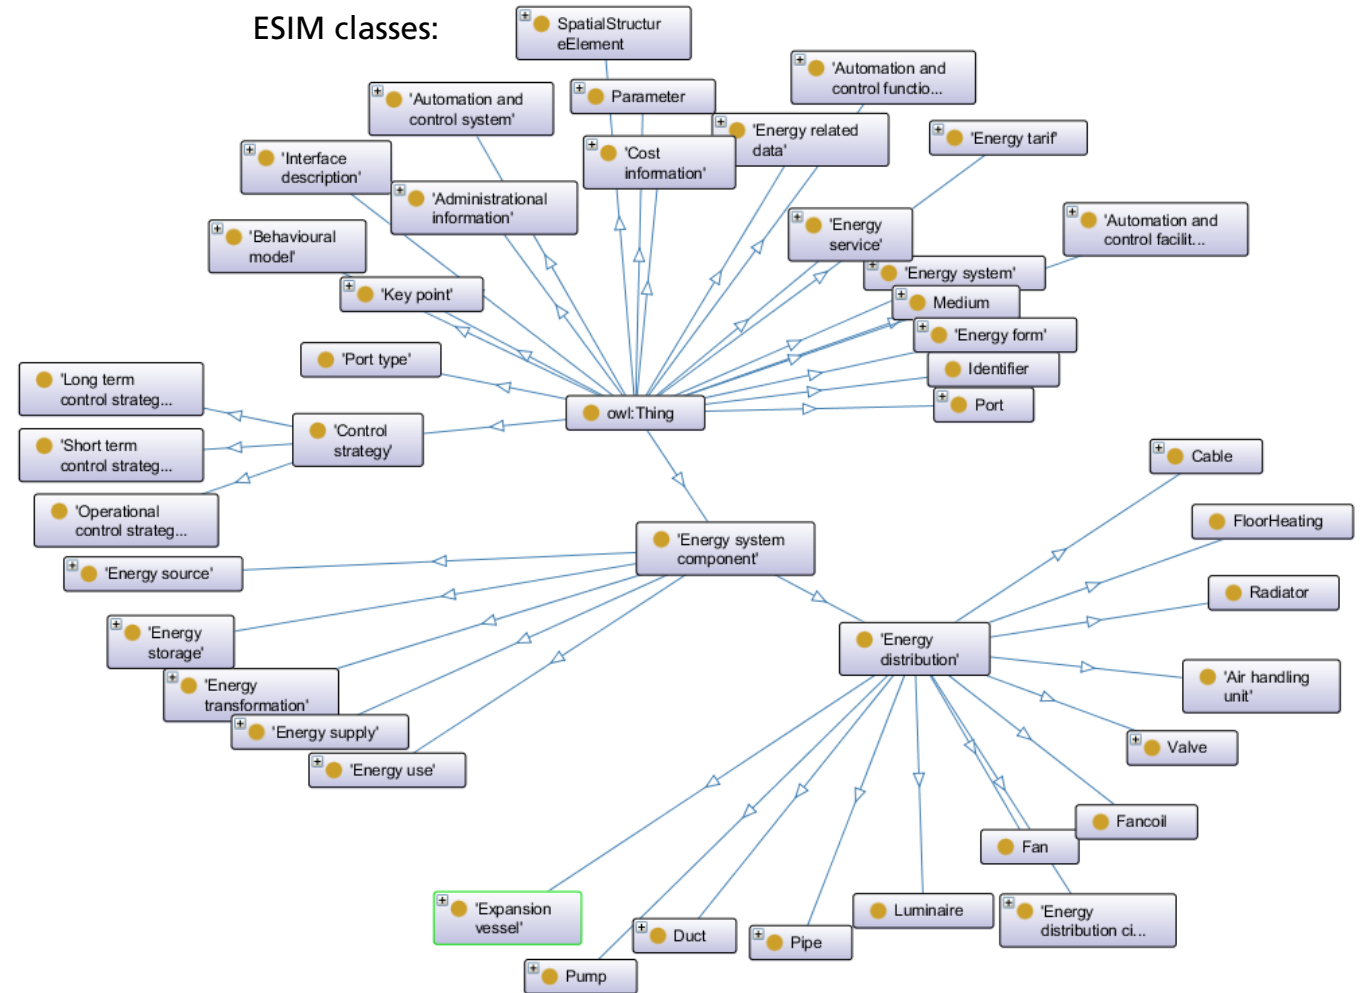 ESIM classes:
SpatialStructur
eElement
'Automation and
control functio...
Parameter
'Automation and
control system'
'Energy related
data'
'Energy tarif'
'Cost
information'
'Interface
description'
'Administrational
information'
'Energy
service'
'Automation and
control facilit...
'Behavioural
model'
'Energy system'
'Key point'
Medium
'Energy form'
'Port type'
Identifier
'Long term
control strateg...
Port
owl:Thing
'Control
strategy'
'Short term
control strateg...
Cable
'Operational
control strateg...
FloorHeating
'Energy system
component'
'Energy source'
Radiator
'Energy
storage'
'Energy
distribution'
'Air handling
unit'
'Energy
transformation'
'Energy supply'
Valve
'Energy use'
Fancoil
Fan
'Expansion
vessel'
Luminaire
'Energy
distribution ci...
Duct
Pipe
Pump